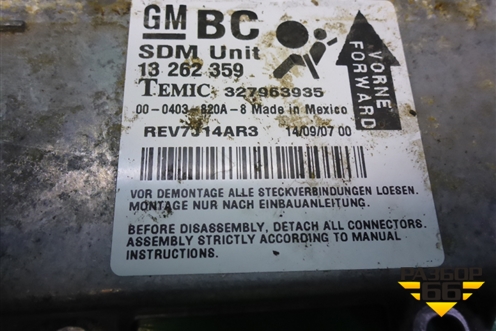 GM BC
SDM Unit
13 262 359
TEMIC 327963935
00-0403-820A-8 Made in Mexico
REV7J14AR3 14/09/07 00
VORNE
FORWARD
VOR DEMONTAGE ALLE STECKVERBINDUNGEN LOESEN.
MONTAGE NUR NACH EINBAUANLEITUNG.
BEFORE DISASSEMBLY, DETACH ALL CONNECTORS.
ASSEMBLY STRICTLY ACCORDING TO MANUAL
INSTRUCTIONS.
РАЗБОР
66